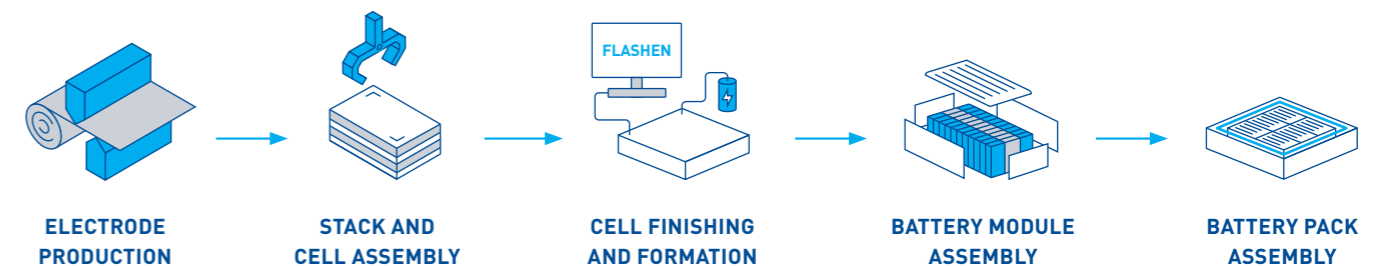 FLASHEN
ELECTRODE
PRODUCTION
STACK AND
CELL ASSEMBLY
CELL FINISHING
AND FORMATION
BATTERY MODULE
ASSEMBLY
BATTERY PACK
ASSEMBLY